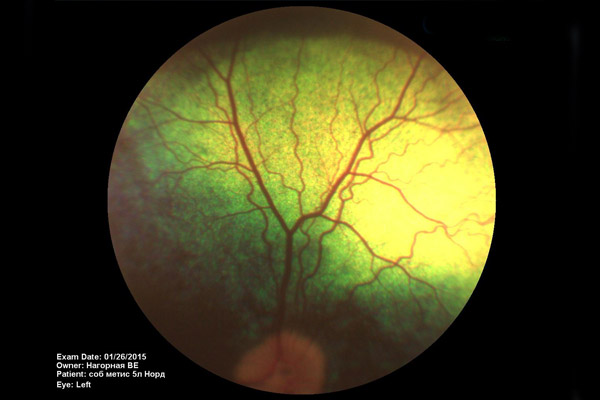 Exam Date: 01/26/2015
Owner: Нагорная ВЕ
Patient: соб метис 5л Норд
Eye: Left